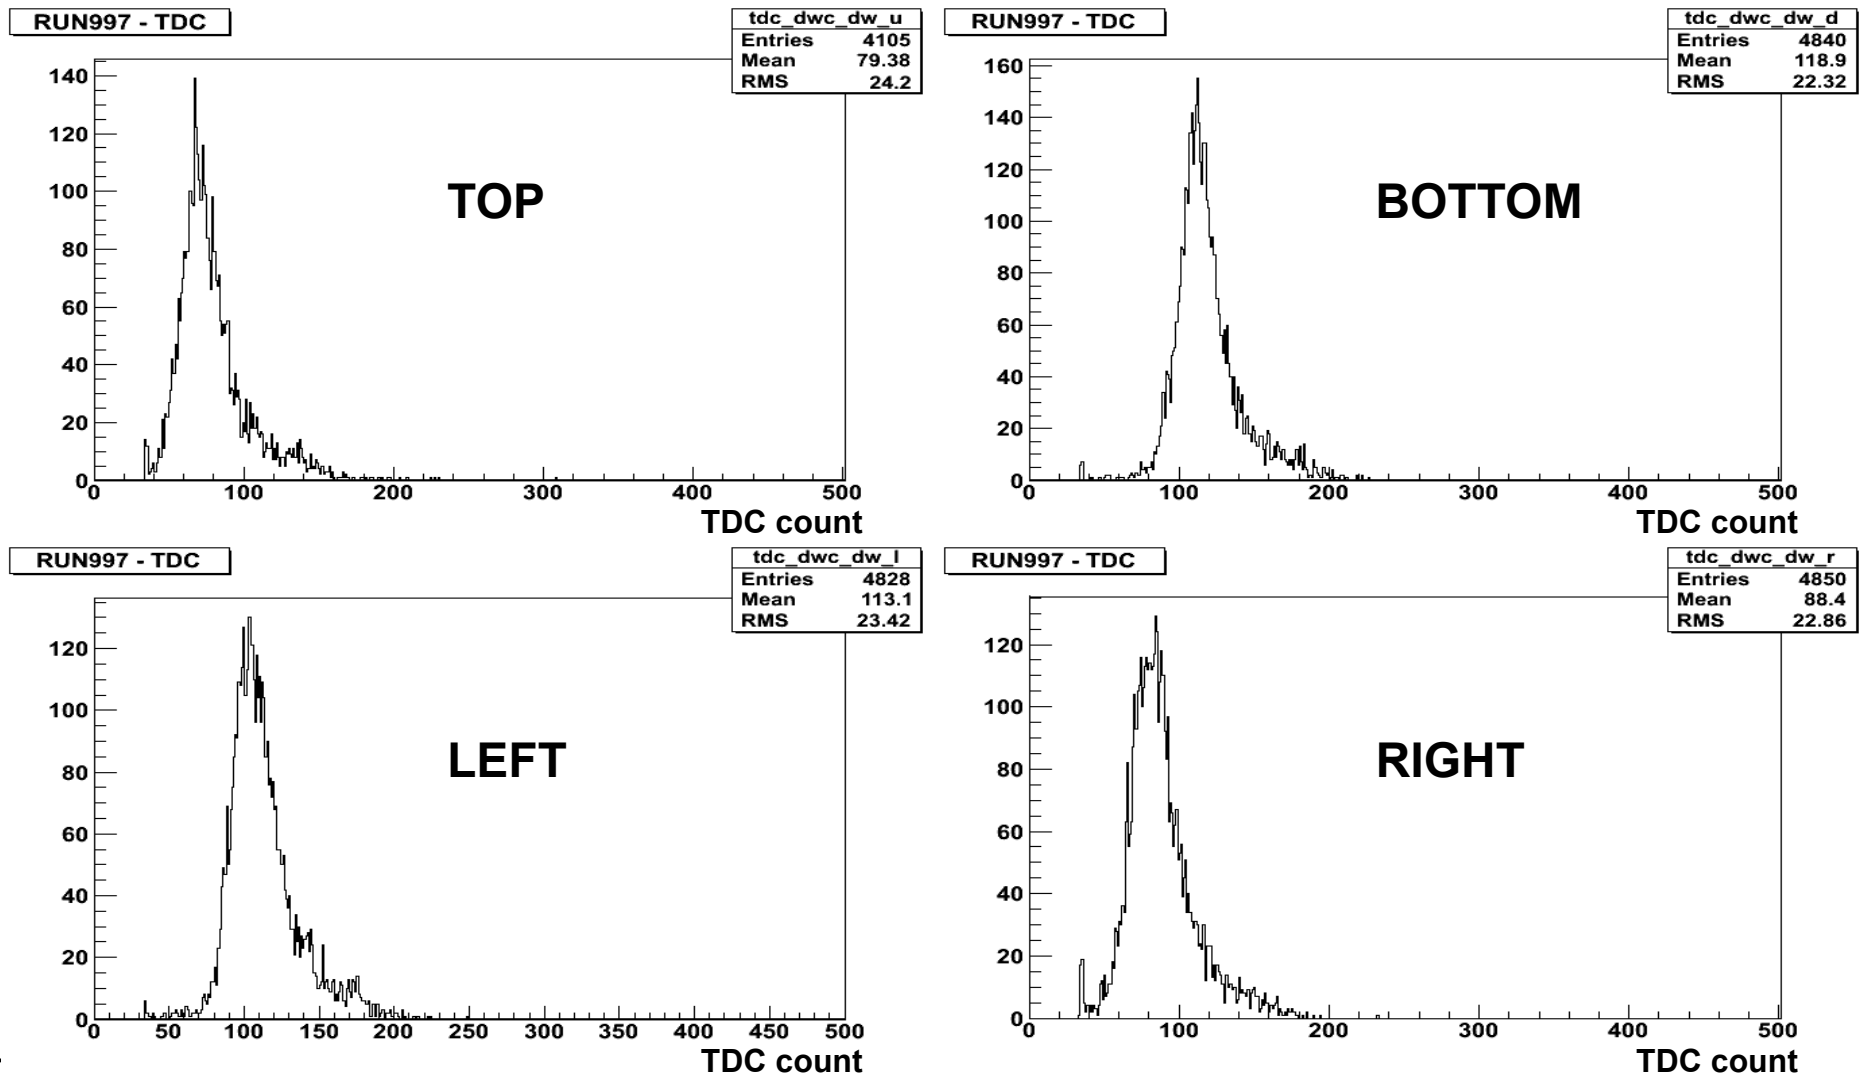 RUN997 - TDC
tdc_dwc_dw_u
Entries 4105
Mean 79.38
RMS 24.2
TOP
140
120
100
80
60
40
20
0
0 100 200 300 400 500
TDC count
RUN997 - TDC
tdc_dwc_dw_d
Entries 4840
Mean 118.9
RMS 22.32
BOTTOM
160
140
120
100
80
60
40
20
0
0 100 200 300 400 500
TDC count
RUN997 - TDC
tdc_dwc_dw_l
Entries 4828
Mean 113.1
RMS 23.42
LEFT
120
100
80
60
40
20
0
0 50 100 150 200 250 300 350 400 450 500
TDC count
RUN997 - TDC
tdc_dwc_dw_r
Entries 4850
Mean 88.4
RMS 22.86
RIGHT
120
100
80
60
40
20
0
0 100 200 300 400 500
TDC count